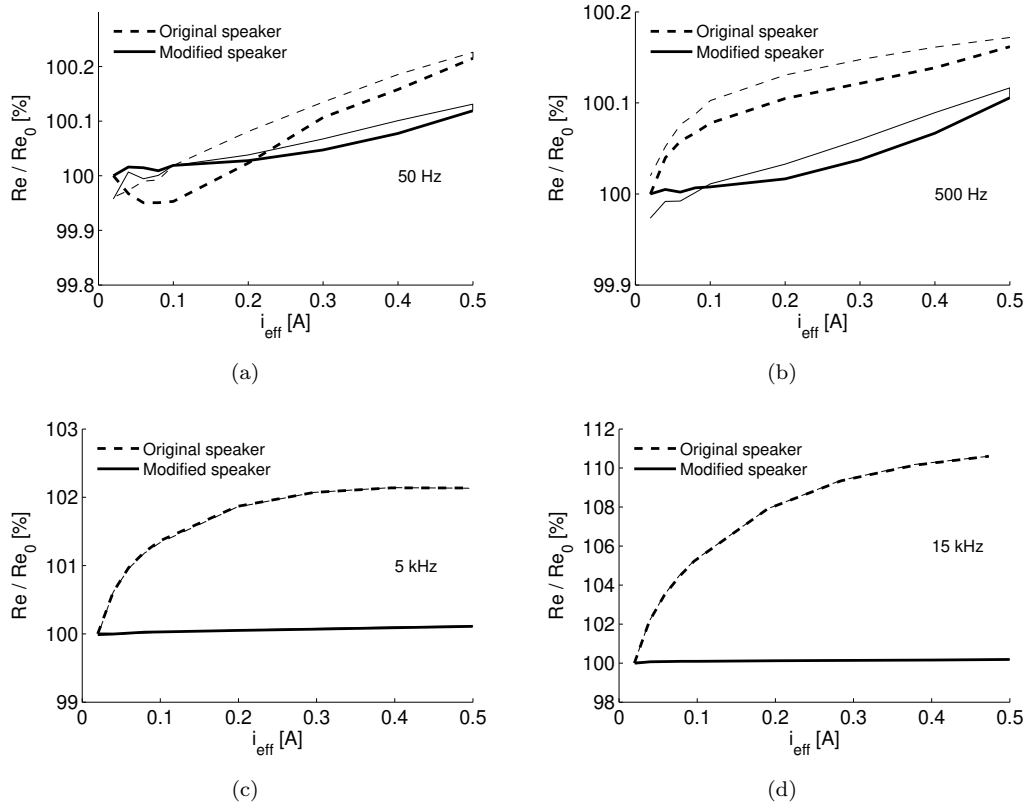 Original speaker
Modified speaker
Re / Re0 [%]
100.2
100.1
100
99.9
99.8
50 Hz
0 0.1 0.2 0.3 0.4 0.5
ieff [A]
(a)
Original speaker
Modified speaker
Re / Re0 [%]
100.2
100.1
100
99.9
500 Hz
0 0.1 0.2 0.3 0.4 0.5
ieff [A]
(b)
Original speaker
Modified speaker
Re / Re0 [%]
103
102
101
100
99
5 kHz
0 0.1 0.2 0.3 0.4 0.5
ieff [A]
(c)
Original speaker
Modified speaker
Re / Re0 [%]
112
110
108
106
104
102
100
98
15 kHz
0 0.1 0.2 0.3 0.4 0.5
ieff [A]
(d)